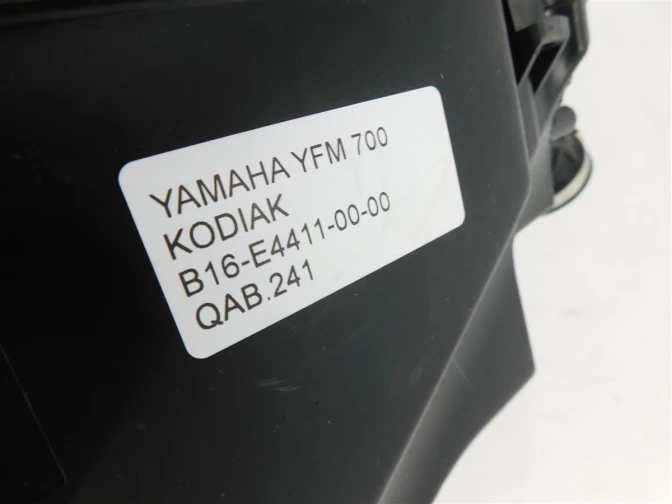 YAMAHA YFM 700
KODIAK
B16-E4411-00-00
QAB.241